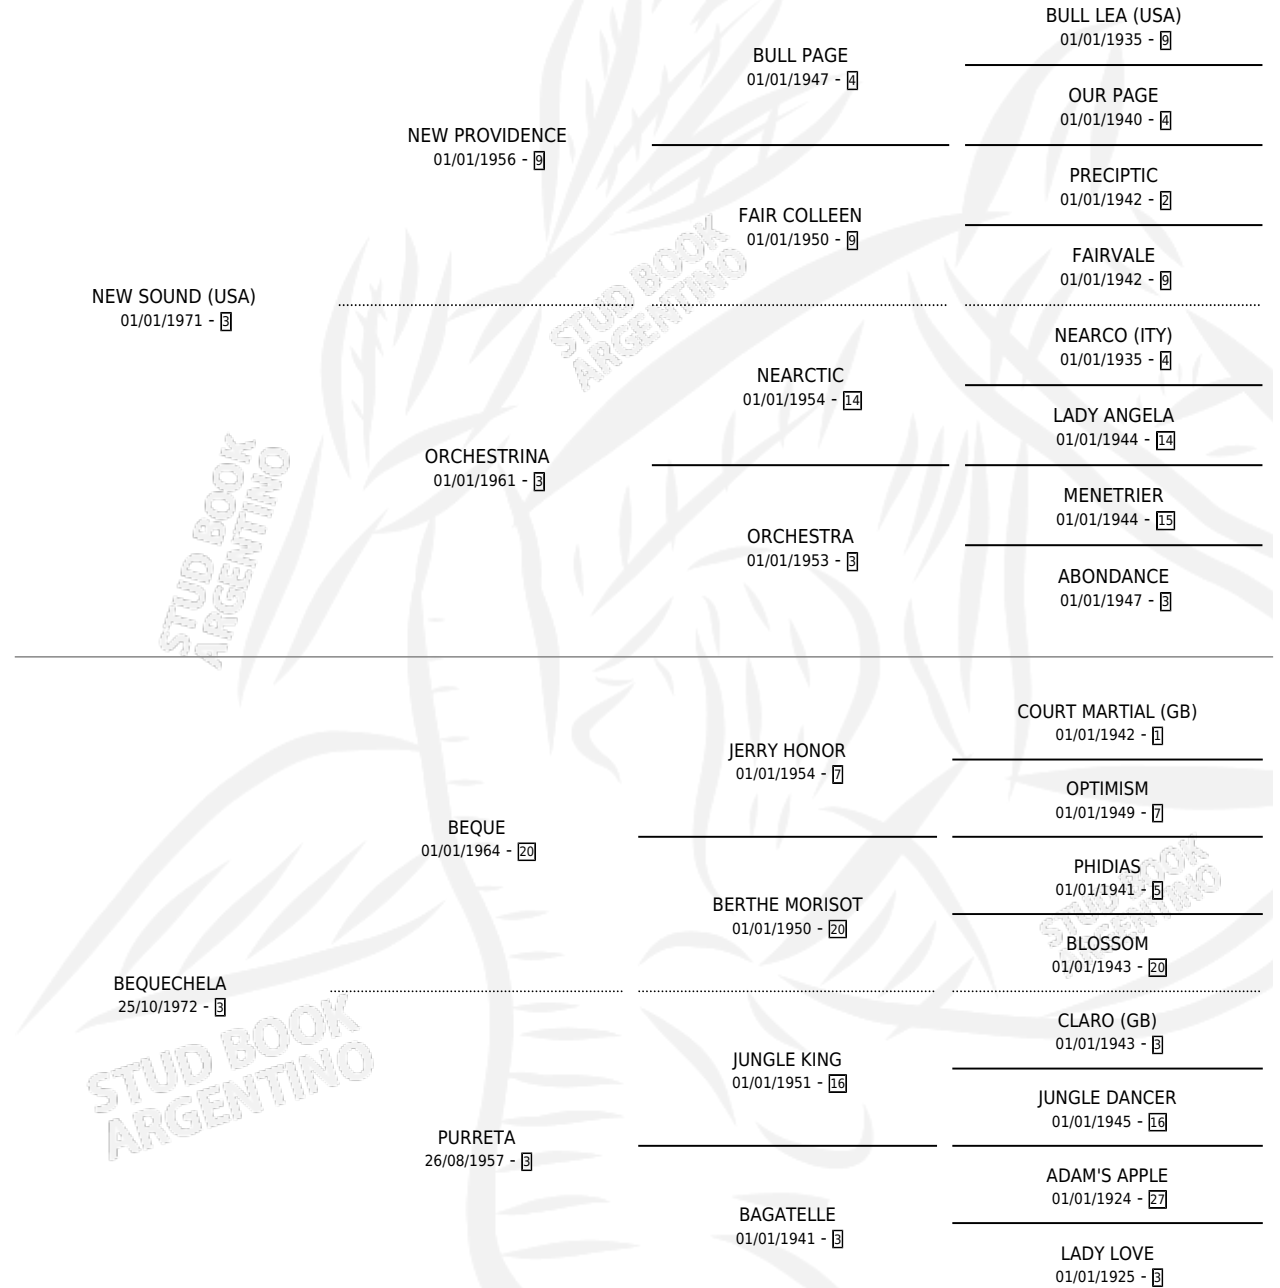 BULL LEA (USA)
01/01/1935 - 9
BULL PAGE
01/01/1947 - 4
OUR PAGE
01/01/1940 - 4
NEW PROVIDENCE
01/01/1956 - 9
PRECIPTIC
01/01/1942 - 2
FAIR COLLEEN
01/01/1950 - 9
FAIRVALE
01/01/1942 - 9
NEW SOUND (USA)
01/01/1971 - 3
NEARCO (ITY)
01/01/1935 - 4
NEARCTIC
01/01/1954 - 14
LADY ANGELA
01/01/1944 - 14
ORCHESTRINA
01/01/1961 - 3
MENETRIER
01/01/1944 - 15
ORCHESTRA
01/01/1953 - 3
ABONDANCE
01/01/1947 - 3
COURT MARTIAL (GB)
01/01/1942 - 1
JERRY HONOR
01/01/1954 - 7
OPTIMISM
01/01/1949 - 7
BEQUE
01/01/1964 - 20
PHIDIAS
01/01/1941 - 5
BERTHE MORISOT
01/01/1950 - 20
BLOSSOM
01/01/1943 - 20
BEQUECHELA
25/10/1972 - 3
CLARO (GB)
01/01/1943 - 3
JUNGLE KING
01/01/1951 - 16
JUNGLE DANCER
01/01/1945 - 16
PURRETA
26/08/1957 - 3
ADAM'S APPLE
01/01/1924 - 27
BAGATELLE
01/01/1941 - 3
LADY LOVE
01/01/1925 - 3
STUD BOOK
ARGENTINO
STUD BOOK
ARGENTINO
STUD BOOK
ARGENTINO
STUD BOOK
ARGENTINO